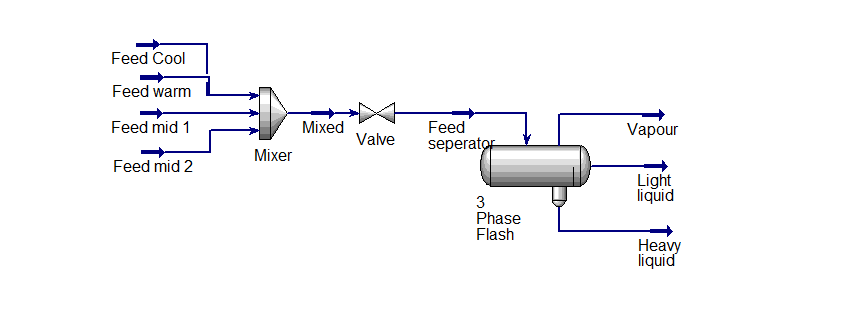 Feed Cool
Feed warm
Feed mid 1
Feed mid 2
Mixer
Mixed
Valve
Feed
seperator
3
Phase
Flash
Vapour
Light
liquid
Heavy
liquid